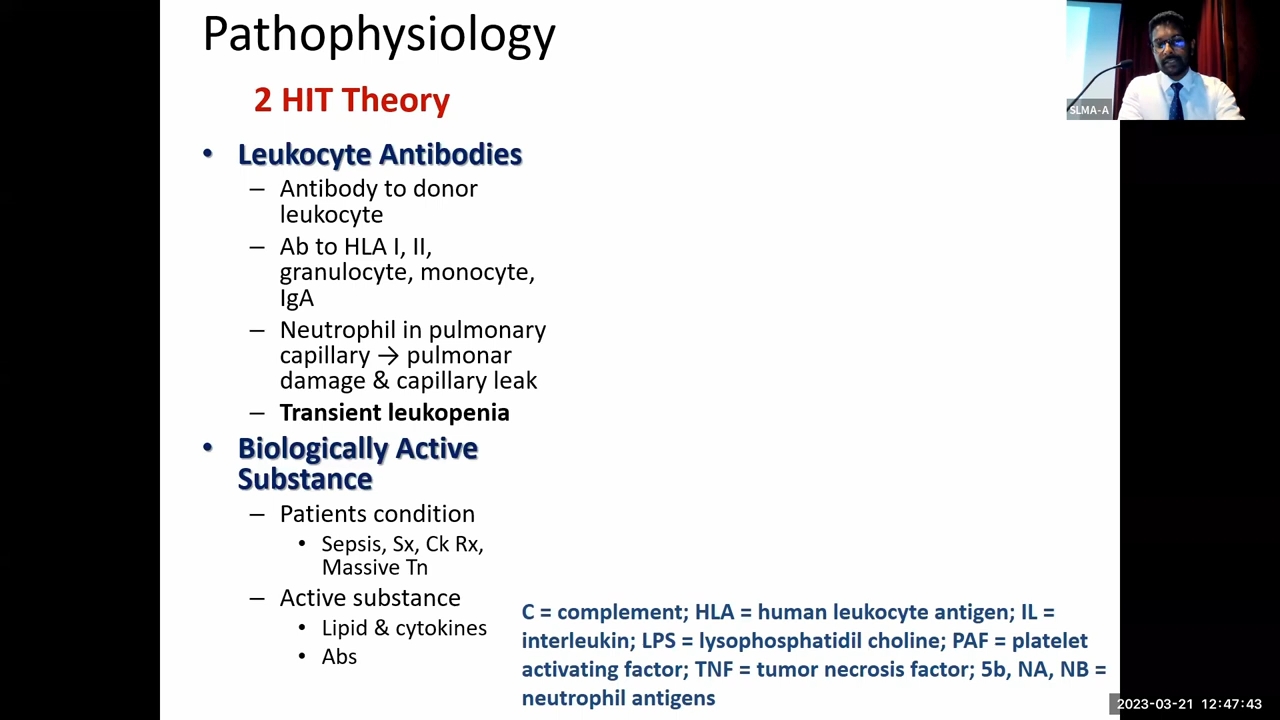 Pathophysiology
2 HIT Theory
• Leukocyte Antibodies
– Antibody to donor
leukocyte
– Ab to HLA I, II,
granulocyte, monocyte,
IgA
– Neutrophil in pulmonary
capillary → pulmonar
damage & capillary leak
– Transient leukopenia
• Biologically Active
Substance
– Patients condition
• Sepsis, Sx, Ck Rx,
Massive Tn
– Active substance
• Lipid & cytokines
• Abs
C = complement; HLA = human leukocyte antigen; IL =
interleukin; LPS = lysophosphatidil choline; PAF = platelet
activating factor; TNF = tumor necrosis factor; 5b, NA, NB =
neutrophil antigens
SLMA-A
2023-03-21 12:47:43